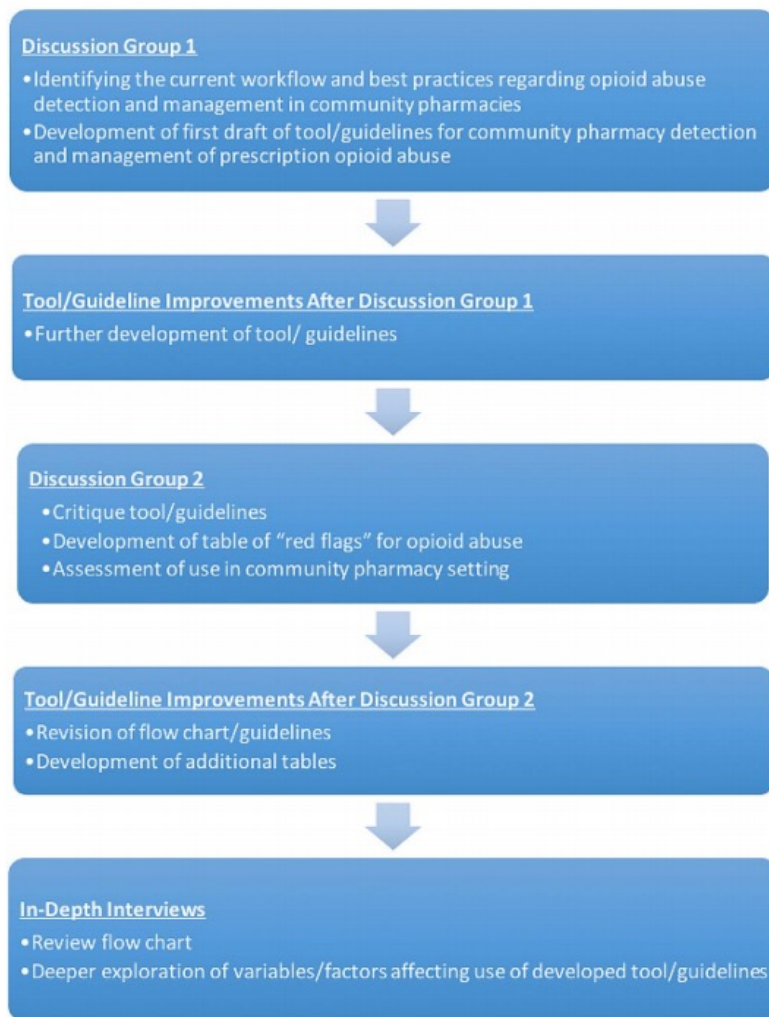 Discussion Group 1
•Identifying the current workflow and best practices regarding opioid abuse
detection and management in community pharmacies
•Development of first draft of tool/guidelines for community pharmacy detection
and management of prescription opioid abuse
Tool/Guideline Improvements After Discussion Group 1
•Further development of tool/ guidelines
Discussion Group 2
•Critique tool/guidelines
•Development of table of “red flags” for opioid abuse
•Assessment of use in community pharmacy setting
Tool/Guideline Improvements After Discussion Group 2
•Revision of flow chart/guidelines
•Development of additional tables
In-Depth Interviews
•Review flow chart
•Deeper exploration of variables/factors affecting use of developed tool/guidelines